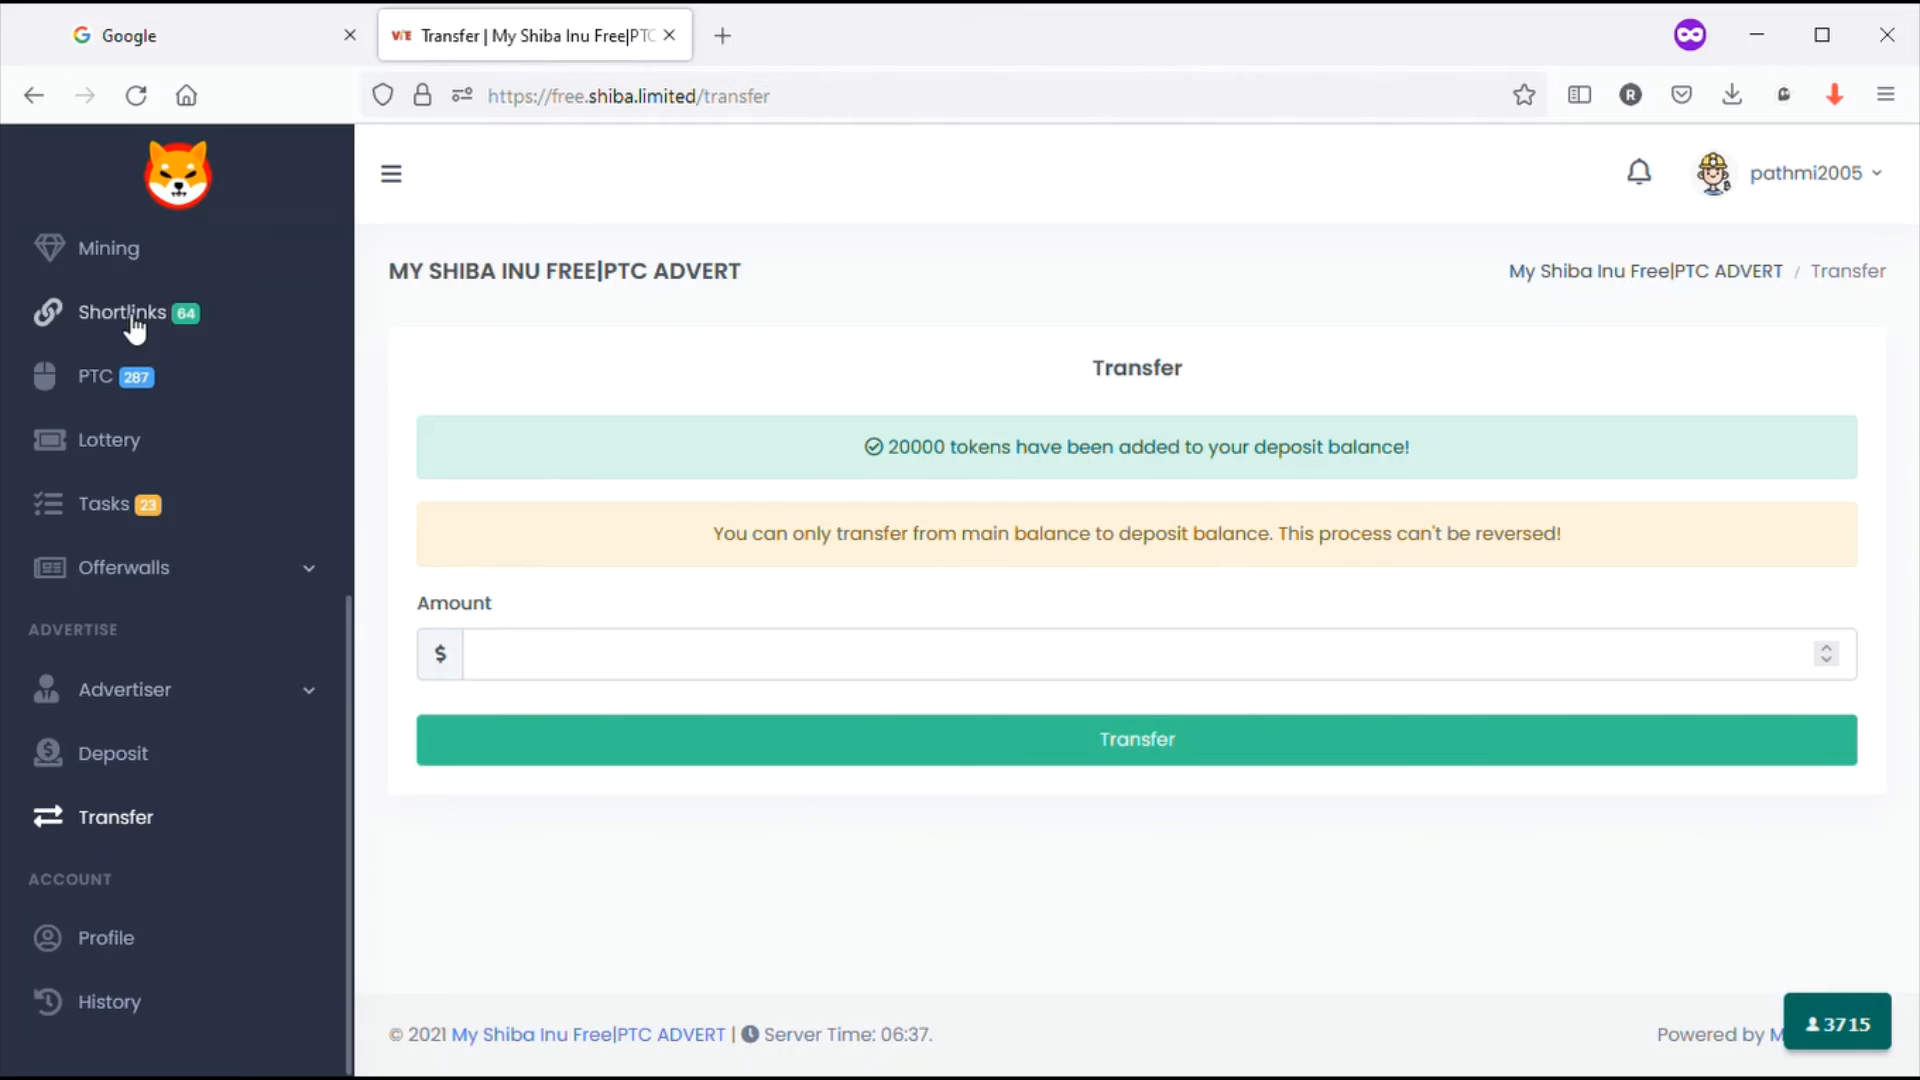 Google
Transfer | My Shiba Inu Free|PTC
https://free.shiba.limited/transfer
pathmi2005
Mining
Shortlinks 64
PTC 287
Lottery
Tasks 23
Offerwalls
ADVERTISE
Advertiser
Deposit
Transfer
ACCOUNT
Profile
History
MY SHIBA INU FREE|PTC ADVERT
My Shiba Inu Free|PTC ADVERT / Transfer
Transfer
20000 tokens have been added to your deposit balance!
You can only transfer from main balance to deposit balance. This process can't be reversed!
Amount
$
Transfer
© 2021 My Shiba Inu Free|PTC ADVERT | Server Time: 06:37.
Powered by M
3715